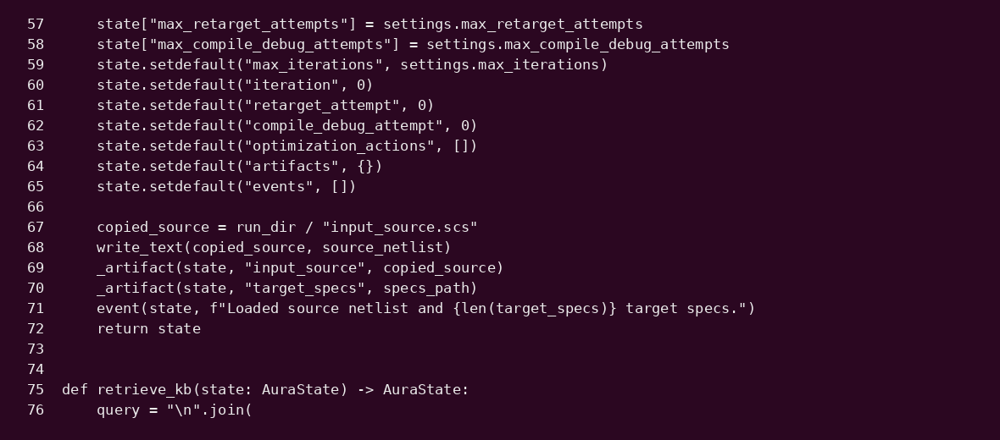 57      state["max_retarget_attempts"] = settings.max_retarget_attempts
58      state["max_compile_debug_attempts"] = settings.max_compile_debug_attempts
59      state.setdefault("max_iterations", settings.max_iterations)
60      state.setdefault("iteration", 0)
61      state.setdefault("retarget_attempt", 0)
62      state.setdefault("compile_debug_attempt", 0)
63      state.setdefault("optimization_actions", [])
64      state.setdefault("artifacts", {})
65      state.setdefault("events", [])
66
67      copied_source = run_dir / "input_source.scs"
68      write_text(copied_source, source_netlist)
69      _artifact(state, "input_source", copied_source)
70      _artifact(state, "target_specs", specs_path)
71      event(state, f"Loaded source netlist and {len(target_specs)} target specs.")
72      return state
73
74
75  def retrieve_kb(state: AuraState) -> AuraState:
76      query = "\n".join(